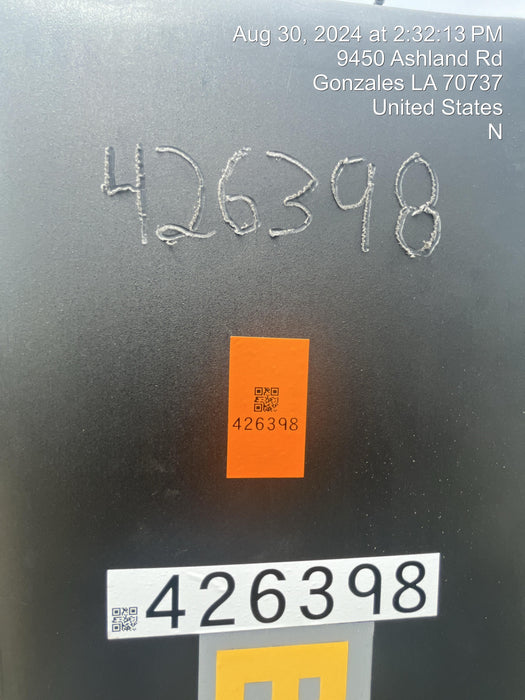 Aug 30, 2024 at 2:32:13 PM
9450 Ashland Rd
Gonzales LA 70737
United States
N
426398
426398
426398
E